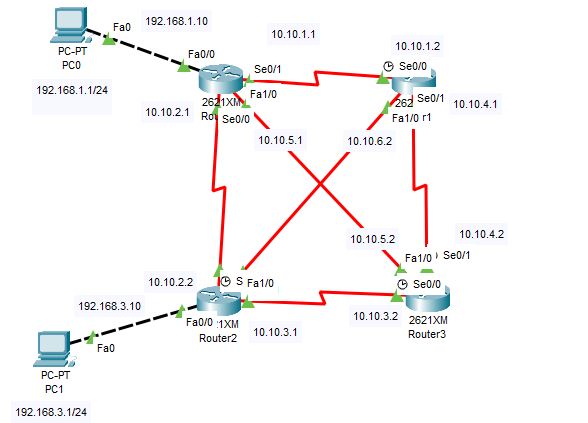 192.168.1.10
Fa0
PC-PT
PC0
Fa0/0
10.10.1.1
10.10.1.2
Se0/1
Se0/0
192.168.1.1/24
2621XM
Fa1/0
10.10.2.1
Se0/0
262
Se0/1
10.10.4.1
Fa1/0
r1
10.10.5.1
10.10.6.2
10.10.5.2
10.10.4.2
Fa1/0
Se0/1
10.10.2.2
S
Fa1/0
Se0/0
192.168.3.10
Fa0/0
1XM
Router2
10.10.3.1
10.10.3.2
2621XM
Router3
Fa0
PC-PT
PC1
192.168.3.1/24